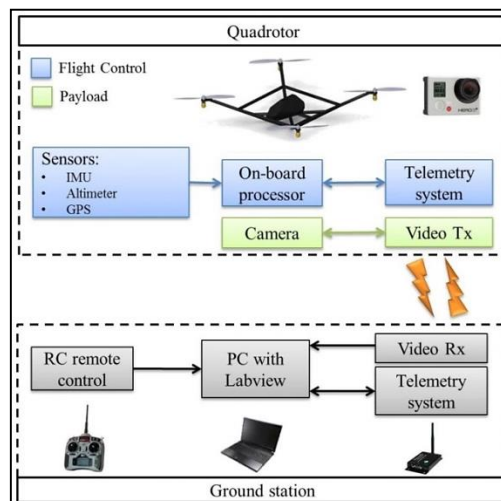 Quadrotor
Flight Control
Payload
Sensors:
• IMU
• Altimeter
• GPS
On-board
processor
Telemetry
system
Camera
Video Tx
RC remote
control
PC with
Labview
Video Rx
Telemetry
system
Ground station